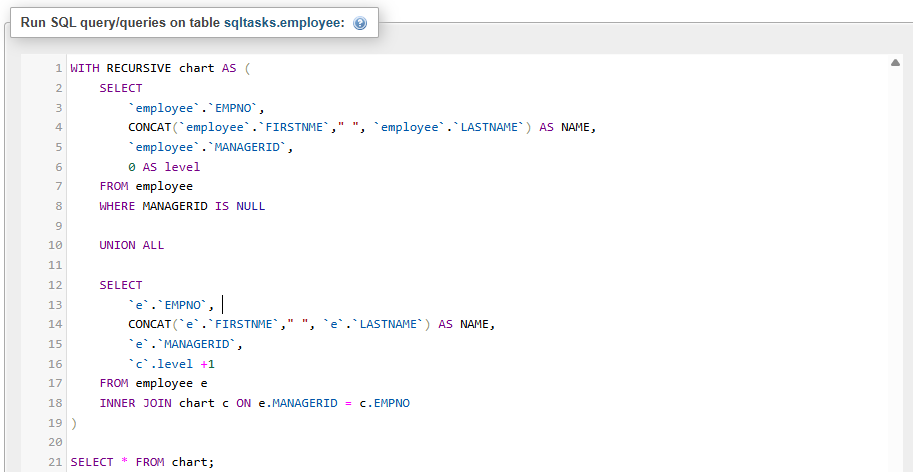 Run SQL query/queries on table sqltasks.employee:
1 WITH RECURSIVE chart AS (
2 SELECT
3 `employee`.`EMPNO`,
4 CONCAT(`employee`.`FIRSTNME`," ", `employee`.`LASTNAME`) AS NAME,
5 `employee`.`MANAGERID`,
6 0 AS level
7 FROM employee
8 WHERE MANAGERID IS NULL
9
10 UNION ALL
11
12 SELECT
13 `e`.`EMPNO`,
14 CONCAT(`e`.`FIRSTNME`," ", `e`.`LASTNAME`) AS NAME,
15 `e`.`MANAGERID`,
16 `c`.level +1
17 FROM employee e
18 INNER JOIN chart c ON e.MANAGERID = c.EMPNO
19 )
20
21 SELECT * FROM chart;